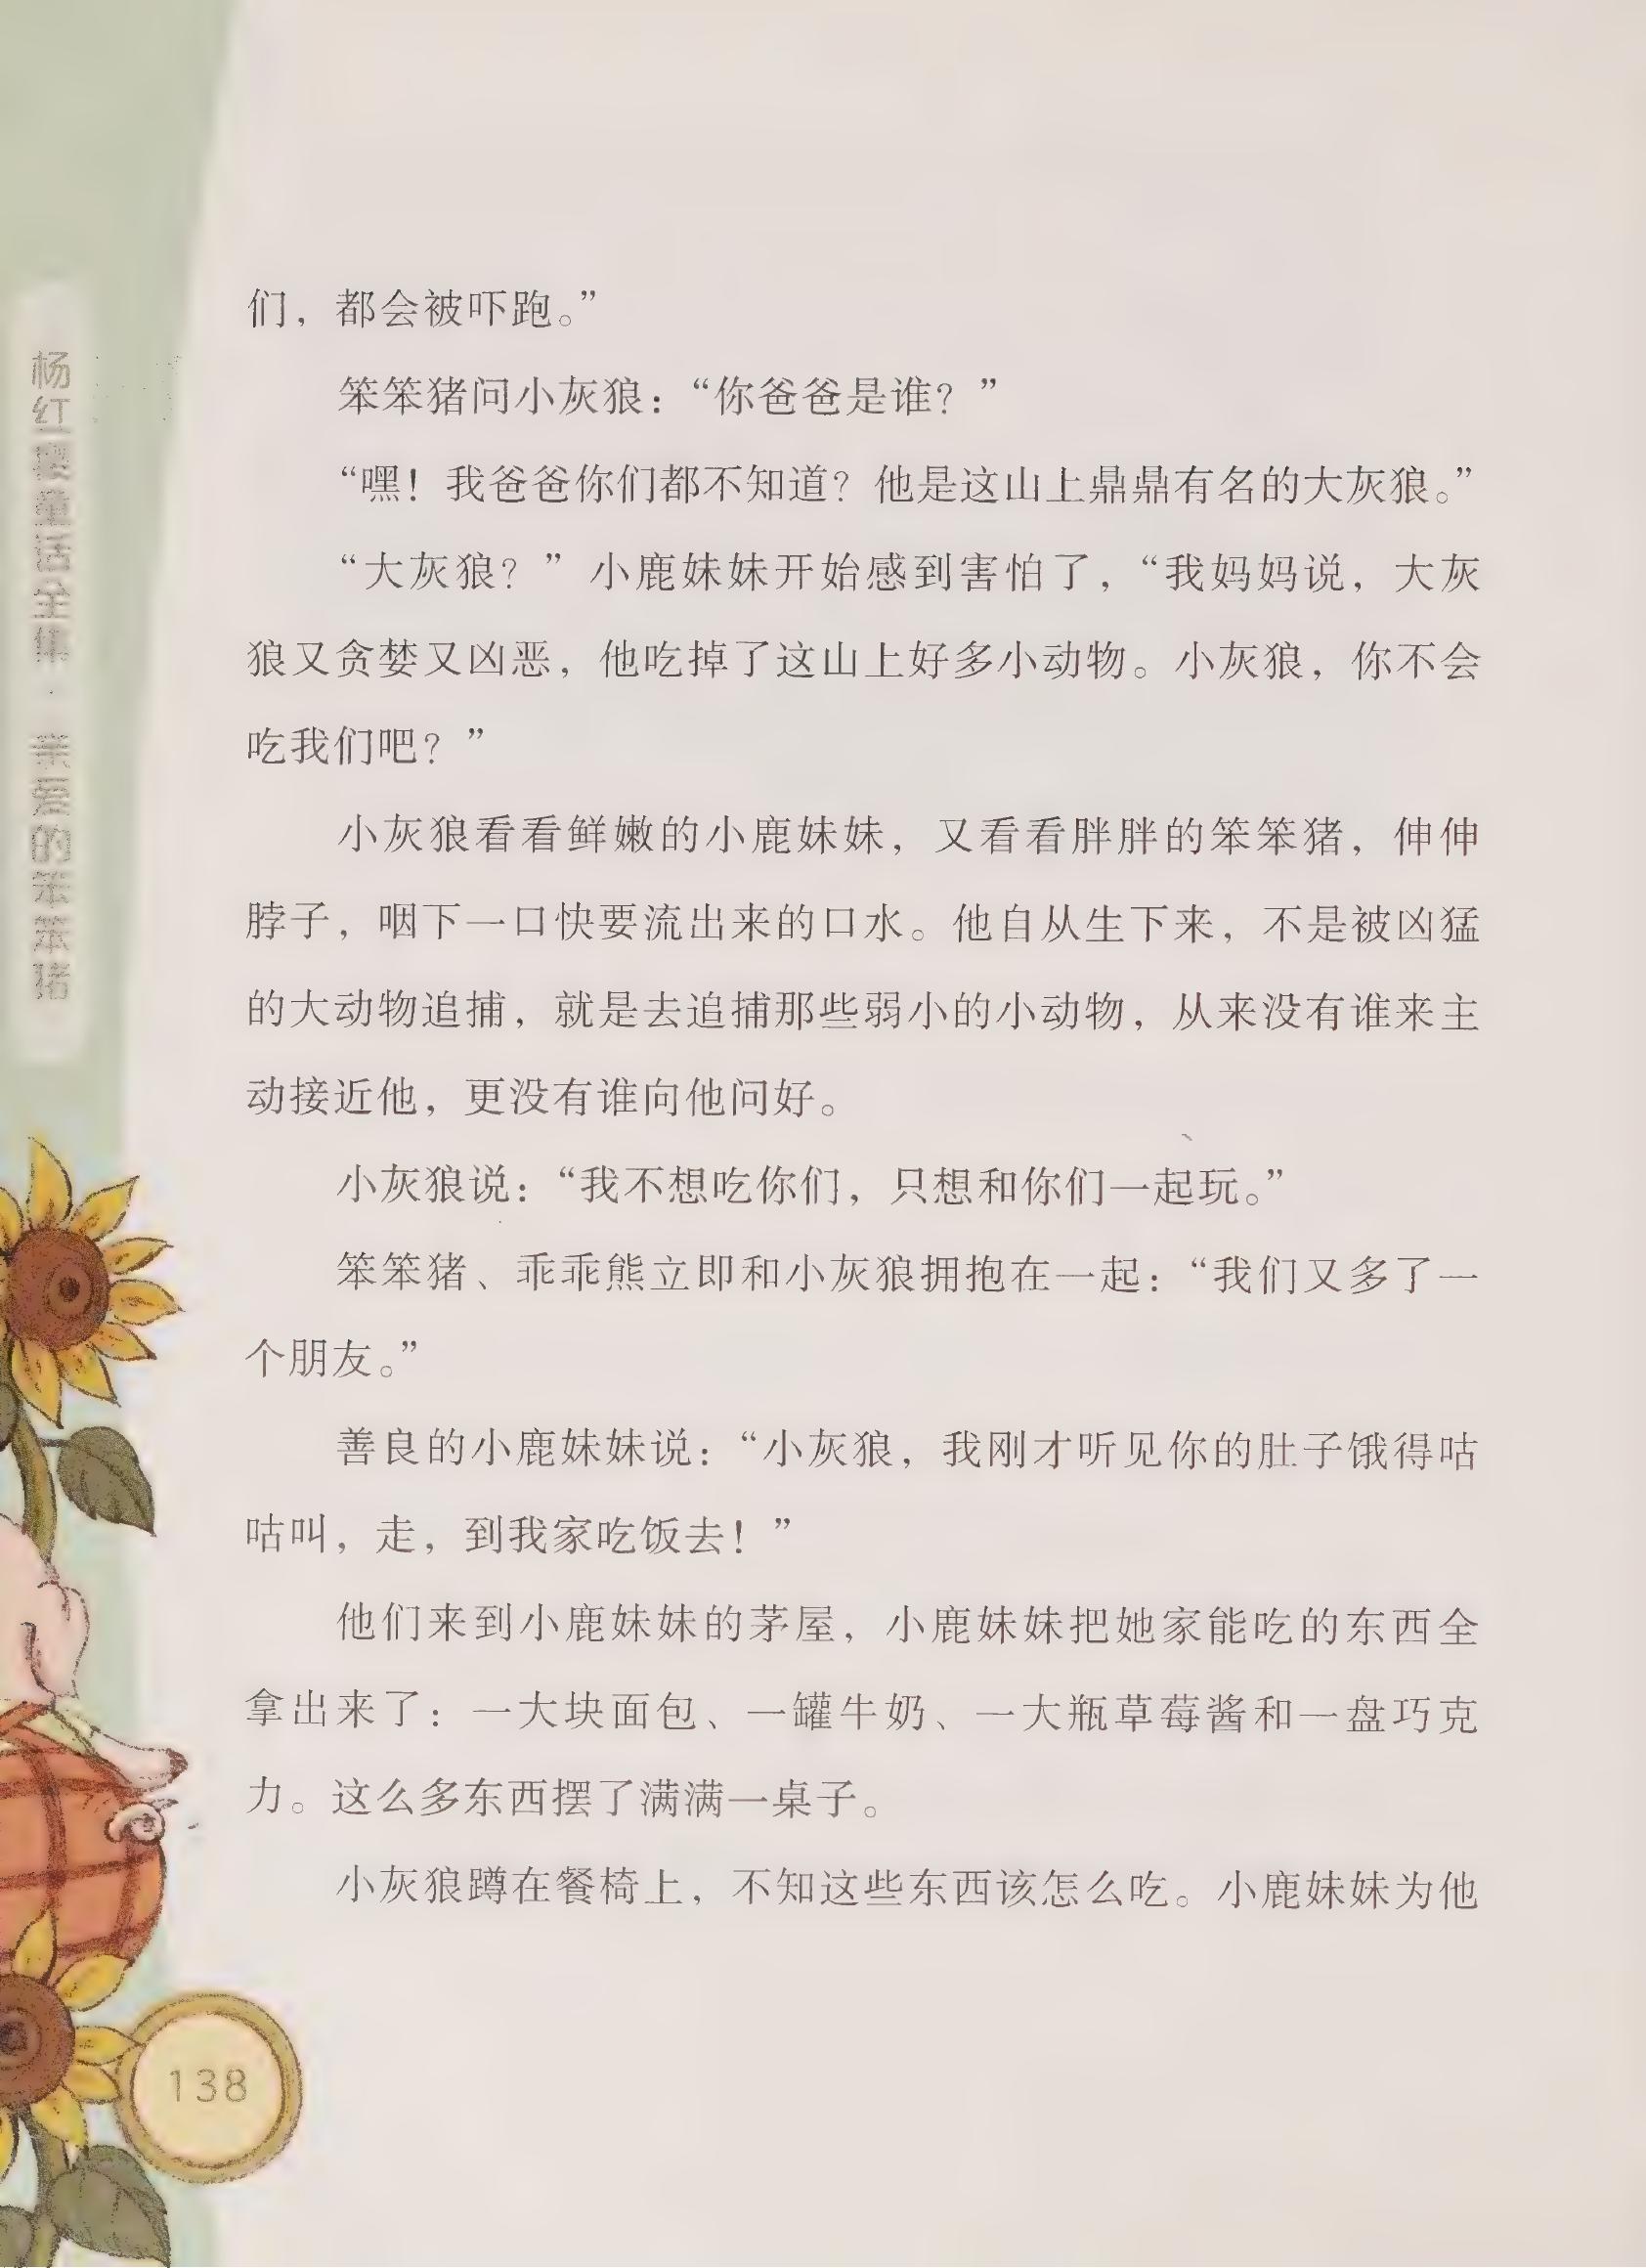 杨红樱童话全集·亲爱的笨笨猪
们，都会被吓跑。”
笨笨猪问小灰狼：“你爸爸是谁？”
“嘿！我爸爸你们都不知道？他是这山上鼎鼎有名的大灰狼。”
“大灰狼？”小鹿妹妹开始感到害怕了，“我妈妈说，大灰
狼又贪婪又凶恶，他吃掉了这山上好多小动物。小灰狼，你不会
吃我们吧？”
小灰狼看看鲜嫩的小鹿妹妹，又看看胖胖的笨笨猪，伸伸
脖子，咽下一口快要流出来的口水。他自从生下来，不是被凶猛
的大动物追捕，就是去追捕那些弱小的小动物，从来没有谁来主
动接近他，更没有谁向他问好。
小灰狼说：“我不想吃你们，只想和你们一起玩。”
笨笨猪、乖乖熊立即和小灰狼拥抱在一起：“我们又多了一
个朋友。”
善良的小鹿妹妹说：“小灰狼，我刚才听见你的肚子饿得咕
咕叫，走，到我家吃饭去！”
他们来到小鹿妹妹的茅屋，小鹿妹妹把她家能吃的东西全
拿出来了：一大块面包、一罐牛奶、一大瓶草莓酱和一盘巧克
力。这么多东西摆了满满一桌子。
小灰狼蹲在餐椅上，不知这些东西该怎么吃。小鹿妹妹为他
138